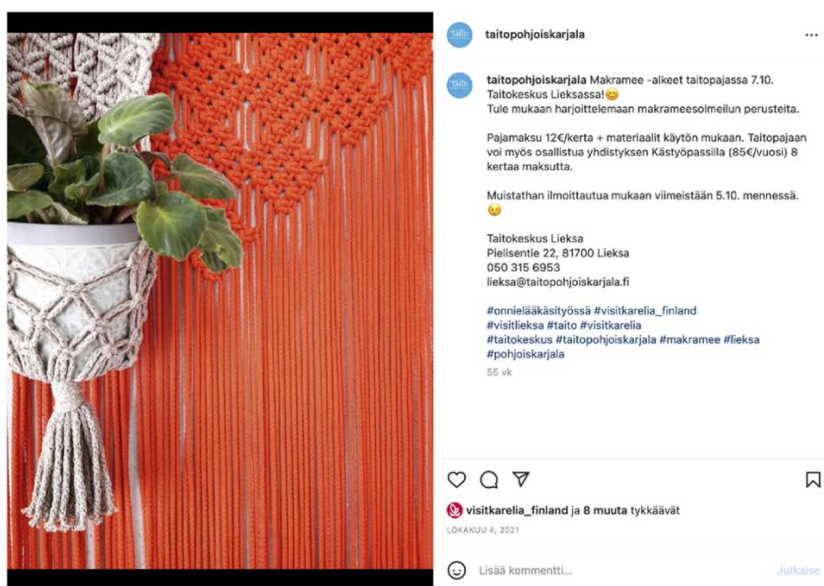 taito
taitopohjoiskarjala
taito
taitopohjoiskarjala Makramee -alkeet taitopajassa 7.10.
Taitokeskus Lieksassa!😊
Tule mukaan harjoittelemaan makrameesolmeilun perusteita.
Pajamaksu 12€/kerta + materiaalit käytön mukaan. Taitopajaan
voi myös osallistua yhdistyksen Kästyöpassilla (85€/vuosi) 8
kertaa maksutta.
Muistathan ilmoittautua mukaan viimeistään 5.10. mennessä.
😉
Taitokeskus Lieksa
Pielisentie 22, 81700 Lieksa
050 315 6953
lieksa@taitopohjoiskarjala.fi
#onnielääkäsityössä #visitkarelia_finland
#visitlieksa #taito #visitkarelia
#taitokeskus #taitopohjoiskarjala #makramee #lieksa
#pohjoiskarjala
55 vk
visitkarelia_finland ja 8 muuta tykkäävät
LOKAKUU 4, 2021
Lisää kommentti...
Julkaise